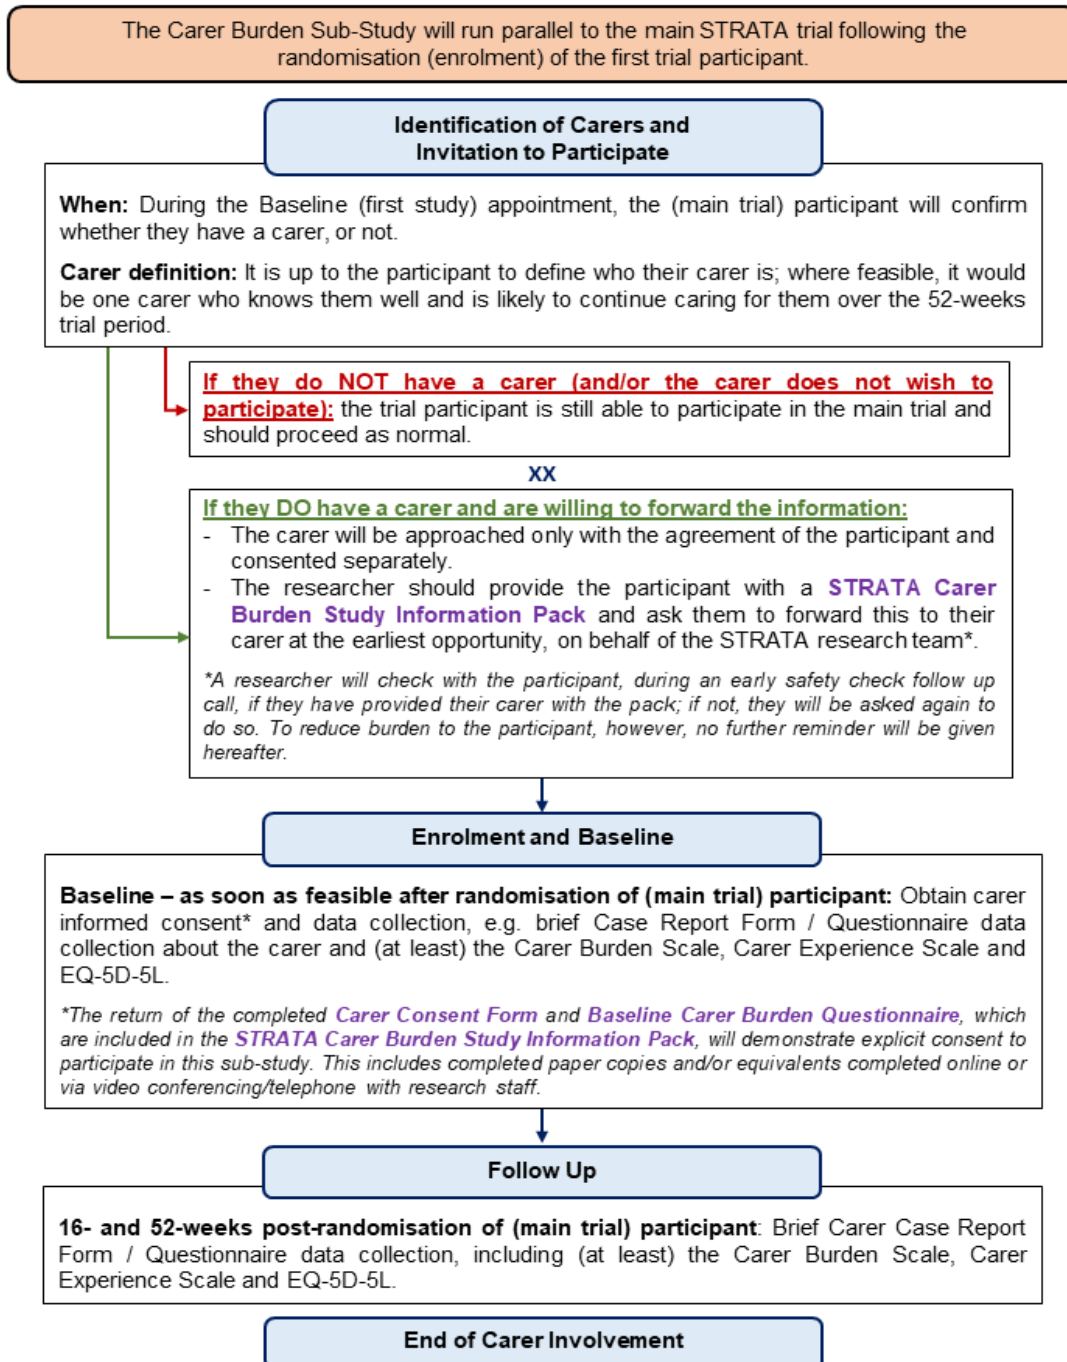 The Carer Burden Sub-Study will run parallel to the main STRATA trial following the
randomisation (enrolment) of the first trial participant.
Identification of Carers and
Invitation to Participate
When: During the Baseline (first study) appointment, the (main trial) participant will confirm
whether they have a carer, or not.
Carer definition: It is up to the participant to define who their carer is; where feasible, it would
be one carer who knows them well and is likely to continue caring for them over the 52-weeks
trial period.
If they do NOT have a carer (and/or the carer does not wish to
participate): the trial participant is still able to participate in the main trial and
should proceed as normal.
XX
If they DO have a carer and are willing to forward the information:
- The carer will be approached only with the agreement of the participant and
consented separately.
- The researcher should provide the participant with a STRATA Carer
Burden Study Information Pack and ask them to forward this to their
carer at the earliest opportunity, on behalf of the STRATA research team*.
*A researcher will check with the participant, during an early safety check follow up
call, if they have provided their carer with the pack; if not, they will be asked again to
do so. To reduce burden to the participant, however, no further reminder will be given
hereafter.
Enrolment and Baseline
Baseline – as soon as feasible after randomisation of (main trial) participant: Obtain carer
informed consent* and data collection, e.g. brief Case Report Form / Questionnaire data
collection about the carer and (at least) the Carer Burden Scale, Carer Experience Scale and
EQ-5D-5L.
*The return of the completed Carer Consent Form and Baseline Carer Burden Questionnaire, which
are included in the STRATA Carer Burden Study Information Pack, will demonstrate explicit consent to
participate in this sub-study. This includes completed paper copies and/or equivalents completed online or
via video conferencing/telephone with research staff.
Follow Up
16- and 52-weeks post-randomisation of (main trial) participant: Brief Carer Case Report
Form / Questionnaire data collection, including (at least) the Carer Burden Scale, Carer
Experience Scale and EQ-5D-5L.
End of Carer Involvement